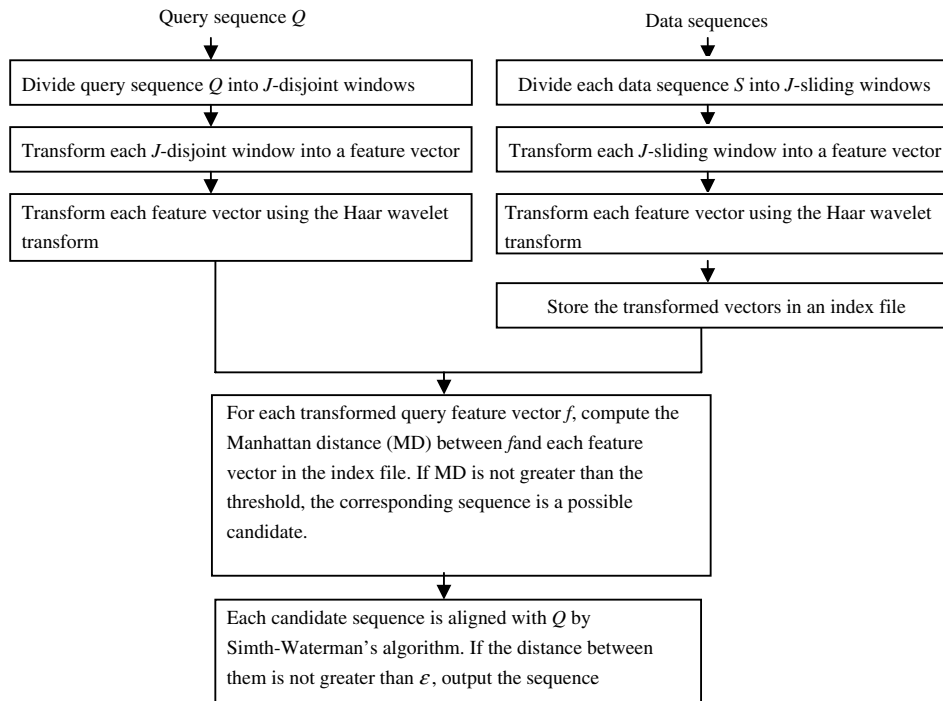 Query sequence Q
Divide query sequence Q into J-disjoint windows
Transform each J-disjoint window into a feature vector
Transform each feature vector using the Haar wavelet
transform
Data sequences
Divide each data sequence S into J-sliding windows
Transform each J-sliding window into a feature vector
Transform each feature vector using the Haar wavelet
transform
Store the transformed vectors in an index file
For each transformed query feature vector f, compute the
Manhattan distance (MD) between fand each feature
vector in the index file. If MD is not greater than the
threshold, the corresponding sequence is a possible
candidate.
Each candidate sequence is aligned with Q by
Simth-Waterman's algorithm. If the distance between
them is not greater than ε, output the sequence